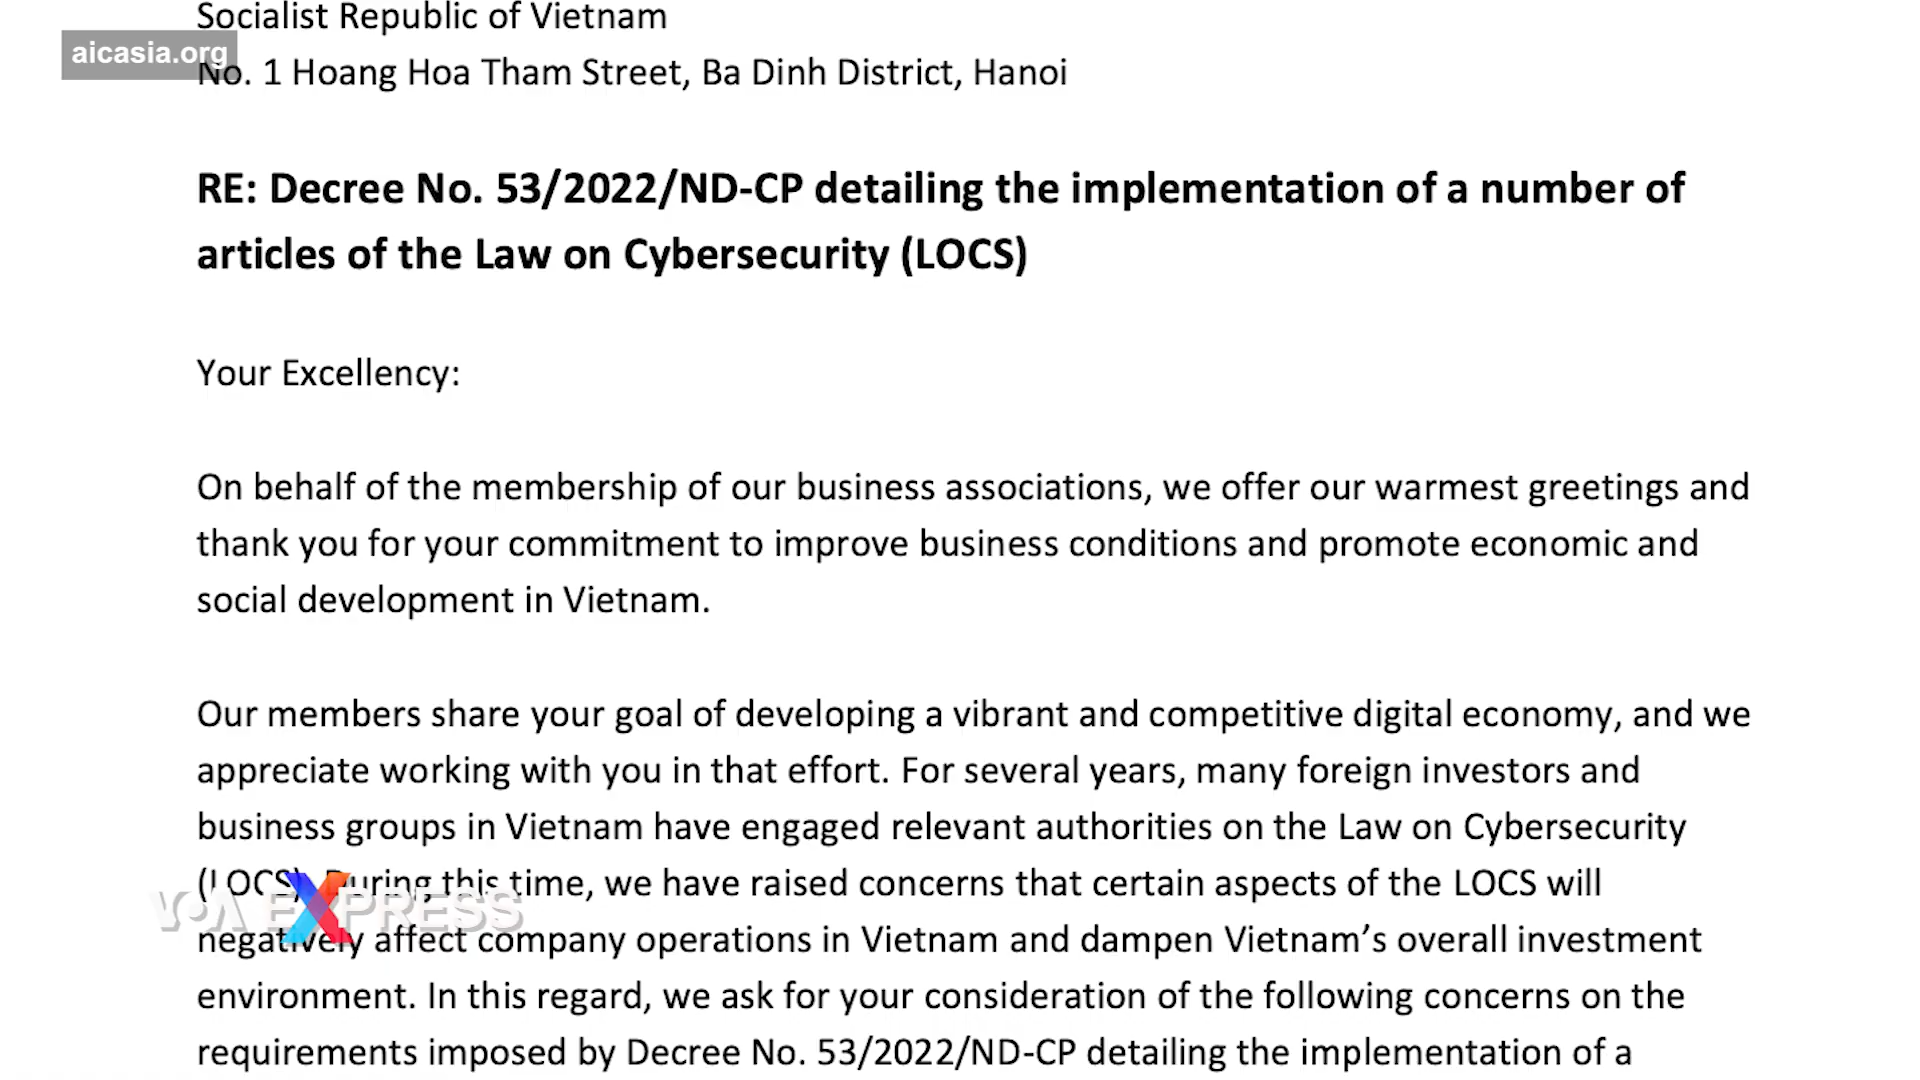 Socialist Republic of Vietnam
aicasia.org
No. 1 Hoang Hoa Tham Street, Ba Dinh District, Hanoi
RE: Decree No. 53/2022/ND-CP detailing the implementation of a number of
articles of the Law on Cybersecurity (LOCS)
Your Excellency:
On behalf of the membership of our business associations, we offer our warmest greetings and
thank you for your commitment to improve business conditions and promote economic and
social development in Vietnam.
Our members share your goal of developing a vibrant and competitive digital economy, and we
appreciate working with you in that effort. For several years, many foreign investors and
business groups in Vietnam have engaged relevant authorities on the Law on Cybersecurity
(LOCS). During this time, we have raised concerns that certain aspects of the LOCS will
VOA EXPRESS
negatively affect company operations in Vietnam and dampen Vietnam’s overall investment
environment. In this regard, we ask for your consideration of the following concerns on the
requirements imposed by Decree No. 53/2022/ND-CP detailing the implementation of a